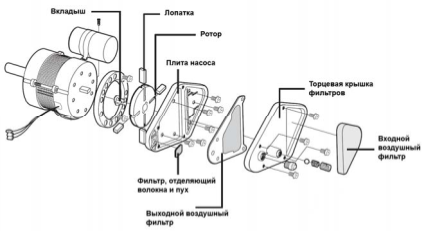 Вкладыш
Лопатка
Ротор
Плита насоса
Торцевая крышка
фильтров
Входной
воздушный
фильтр
Фильтр, отделяющий
волокна и пух
Выходной воздушный
фильтр